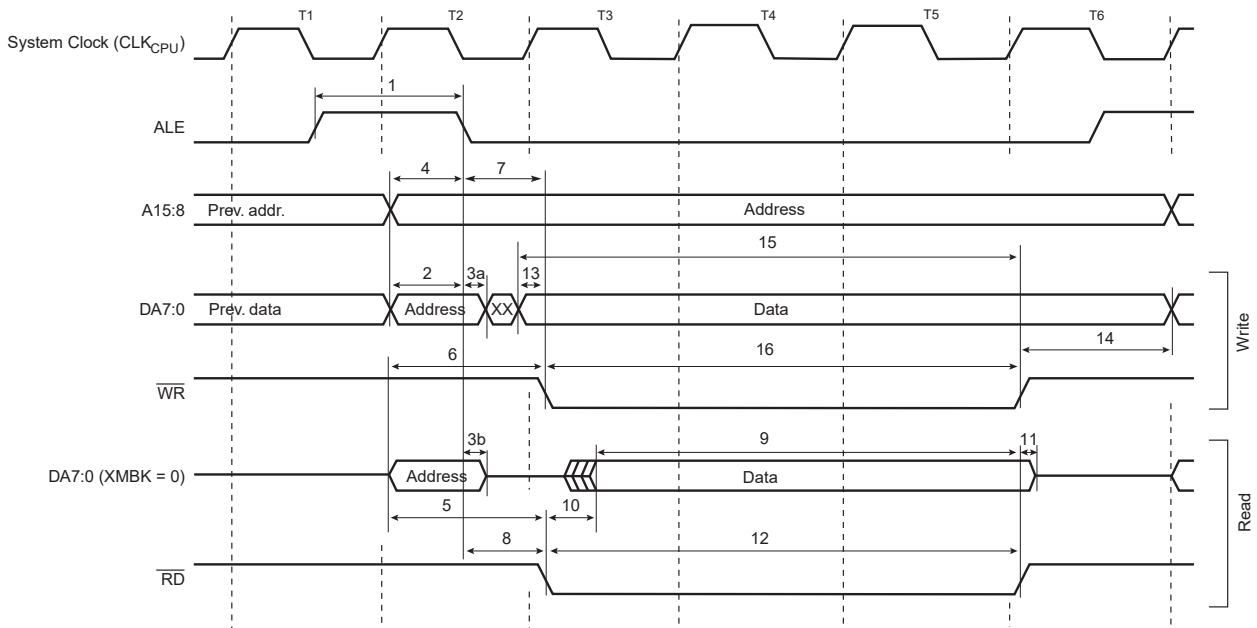 T1 T2 T3 T4 T5 T6
System Clock (CLKCPU)
1
ALE
4 7
A15:8 Prev. addr. Address
15
2 3a 13
DA7:0 Prev. data Address XX Data
Write
14
6 16
WR
3b 9 11
DA7:0 (XMBK = 0) Address Data
5 10
Read
8 12
RD